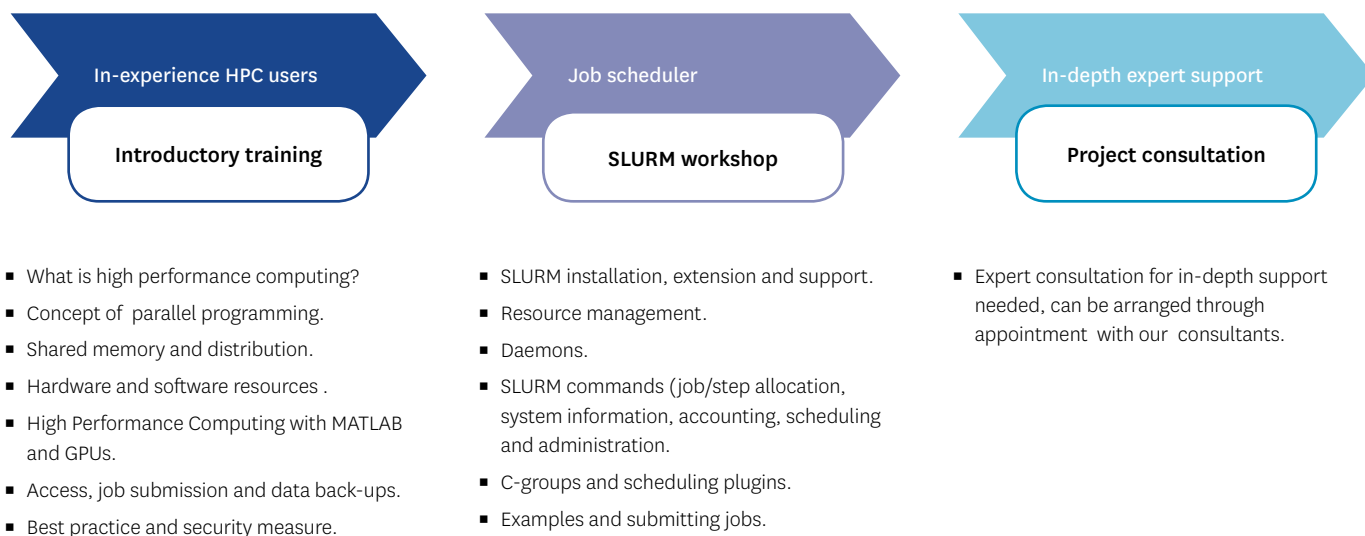 In-experience HPC users
Introductory training
▪ What is high performance computing?
▪ Concept of parallel programming.
▪ Shared memory and distribution.
▪ Hardware and software resources .
▪ High Performance Computing with MATLAB
and GPUs.
▪ Access, job submission and data back-ups.
▪ Best practice and security measure.
Job scheduler
SLURM workshop
▪ SLURM installation, extension and support.
▪ Resource management.
▪ Daemons.
▪ SLURM commands (job/step allocation,
system information, accounting, scheduling
and administration.
▪ C-groups and scheduling plugins.
▪ Examples and submitting jobs.
In-depth expert support
Project consultation
▪ Expert consultation for in-depth support
needed, can be arranged through
appointment with our consultants.